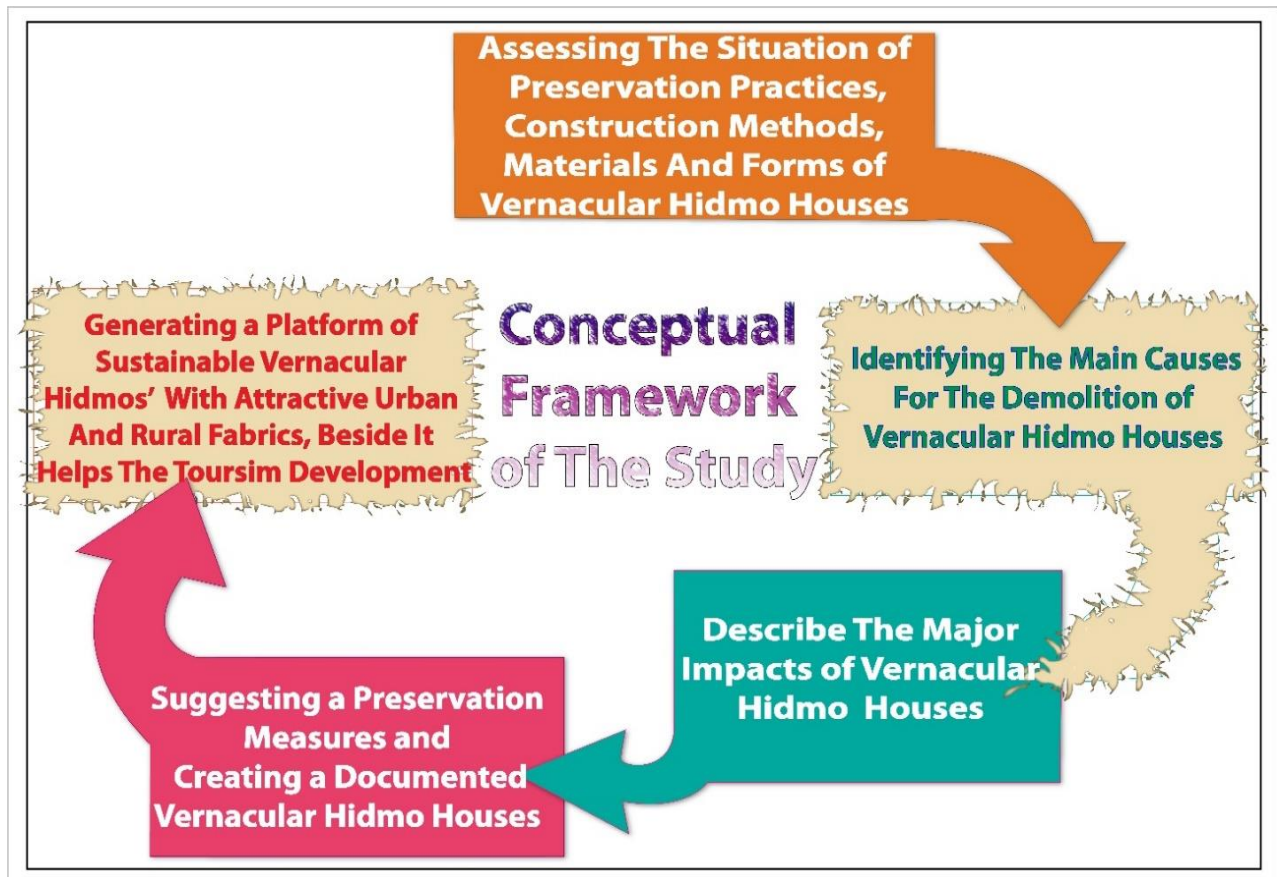 Assessing The Situation of
Preservation Practices,
Construction Methods,
Materials And Forms of
Vernacular Hidmo Houses
Conceptual
Framework
of The Study
Identifying The Main Causes
For The Demolition of
Vernacular Hidmo Houses
Describe The Major
Impacts of Vernacular
Hidmo Houses
Suggesting a Preservation
Measures and
Creating a Documented
Vernacular Hidmo Houses
Generating a Platform of
Sustainable Vernacular
Hidmos’ With Attractive Urban
And Rural Fabrics, Beside It
Helps The Toursim Development